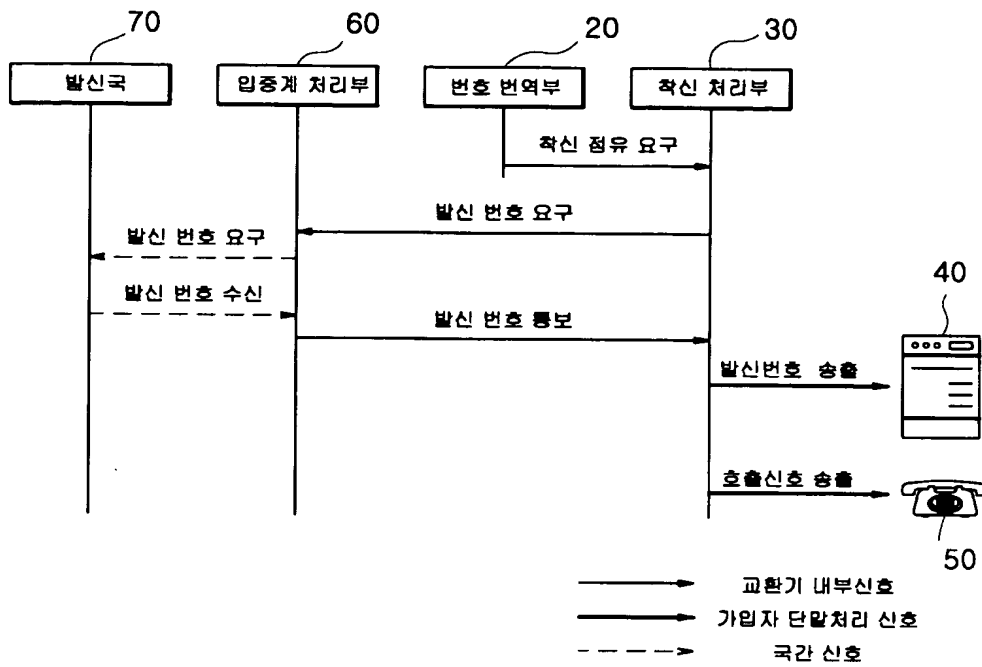 70
60
20
30
발신국
입중계 처리부
번호 번역부
착신 처리부
착신 점유 요구
발신 번호 요구
발신 번호 요구
발신 번호 수신
발신 번호 통보
40
발신번호 송출
호출신호 송출
50
교환기 내부신호
가입자 단말처리 신호
국간 신호